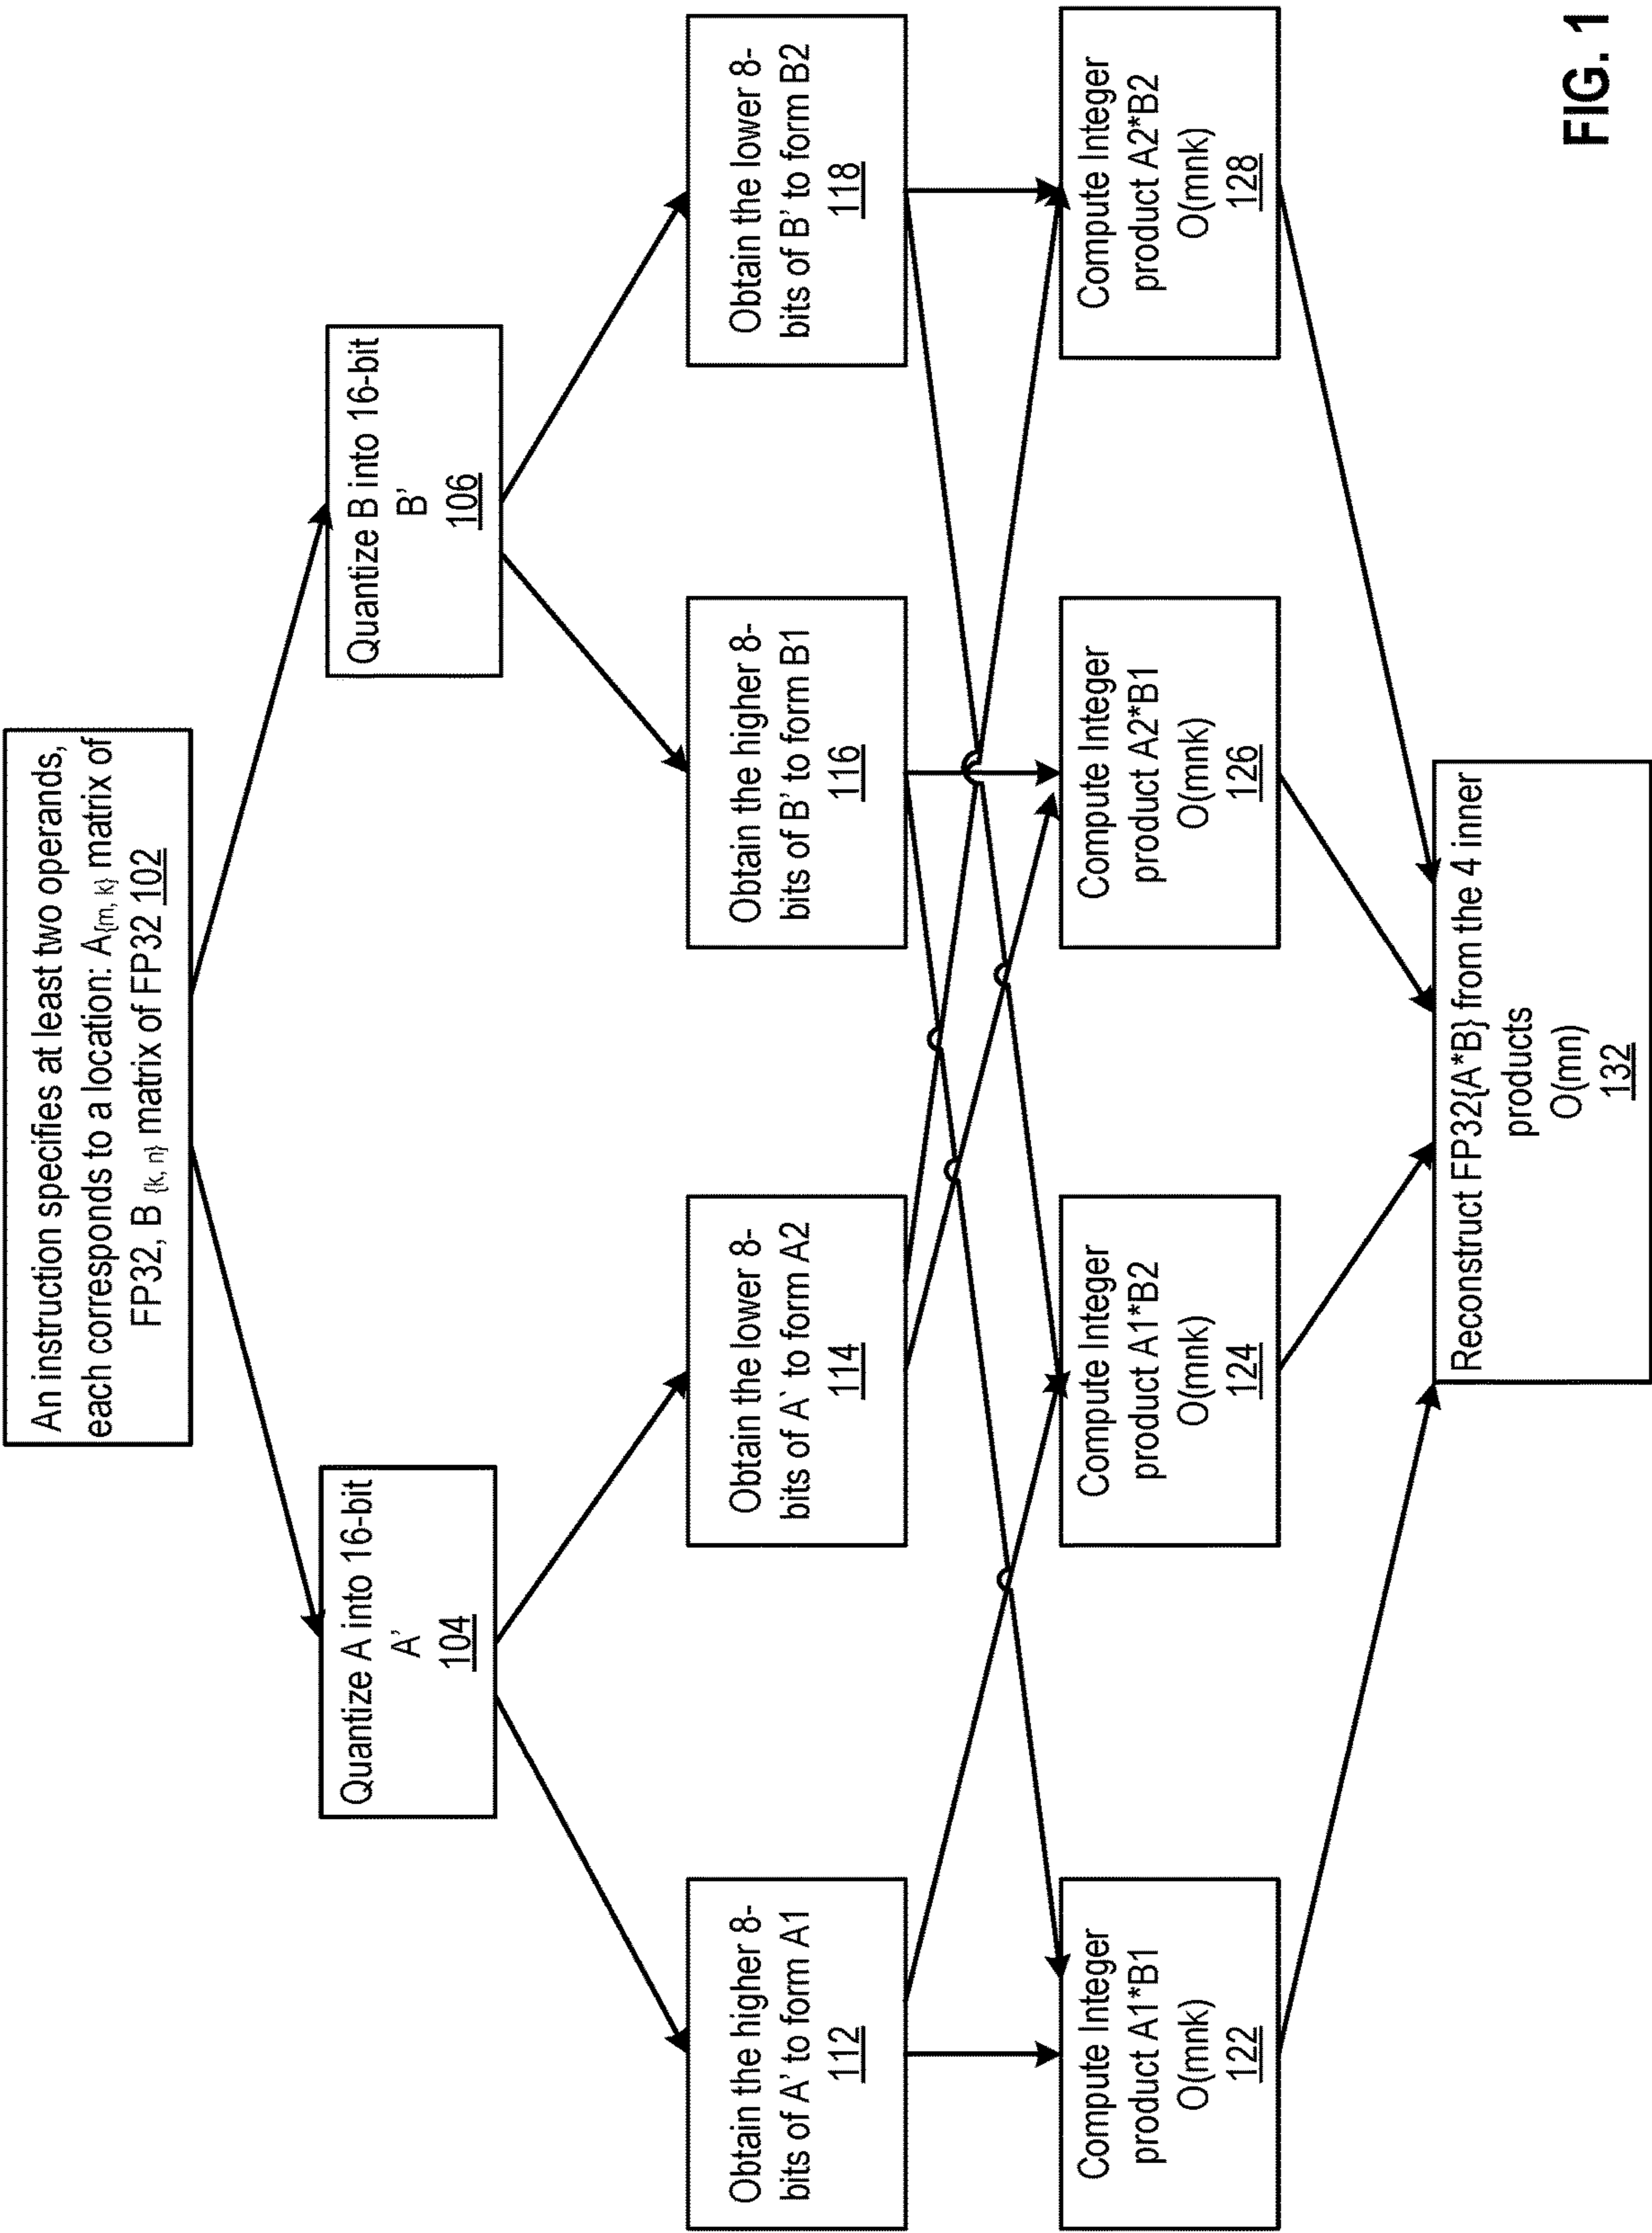 An instruction specifies at least two operands,
each corresponds to a location: A{m, k} matrix of
FP32, B {k, n} matrix of FP32 102
Quantize A into 16-bit
A’
104
Quantize B into 16-bit
B’
106
Obtain the higher 8-
bits of A’ to form A1
112
Obtain the lower 8-
bits of A` to form A2
114
Obtain the higher 8-
bits of B’ to form B1
116
Obtain the lower 8-
bits of B’ to form B2
118
Compute Integer
product A1*B1
O(mnk)
122
Compute Integer
product A1*B2
O(mnk)
124
Compute Integer
product A2*B1
O(mnk)
126
Compute Integer
product A2*B2
O(mnk)
128
Reconstruct FP32{A*B} from the 4 inner
products
O(mn)
132
FIG. 1